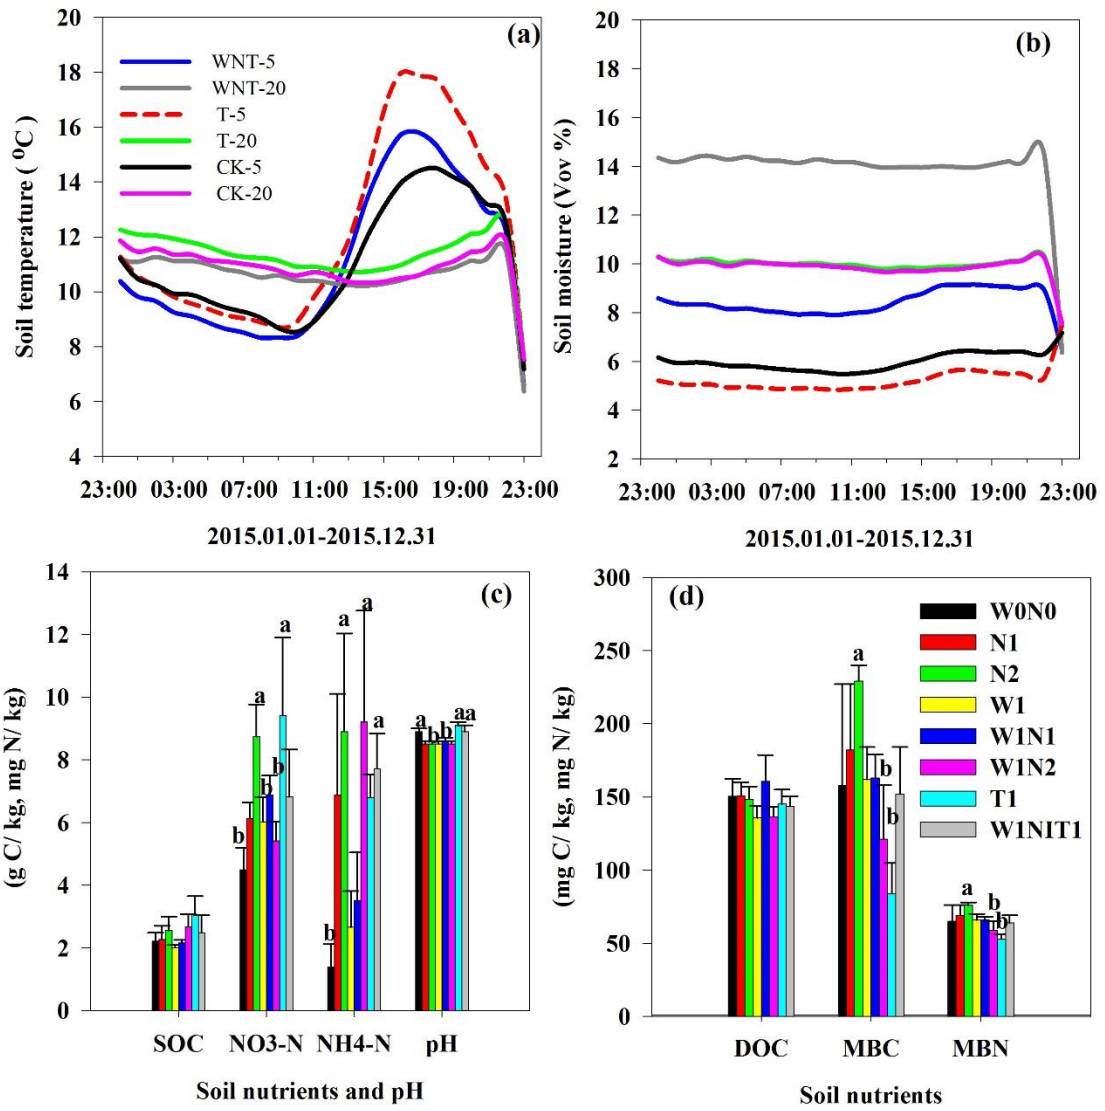 (a)
20
18
16
14
12
10
8
6
4
Soil temperature ( ⁰C )
WNT-5
WNT-20
T-5
T-20
CK-5
CK-20
23:00 03:00 07:00 11:00 15:00 19:00 23:00
2015.01.01-2015.12.31
(b)
20
18
16
14
12
10
8
6
4
2
Soil moisture (Vov %)
23:00 03:00 07:00 11:00 15:00 19:00 23:00
2015.01.01-2015.12.31
(c)
14
12
10
8
6
4
2
0
(g C/ kg, mg N/ kg)
b a b b a
b a a a
a b b aa
SOC NO3-N NH4-N pH
Soil nutrients and pH
(d)
300
250
200
150
100
50
0
(mg C/ kg, mg N/ kg)
W0N0
N1
N2
W1
W1N1
W1N2
T1
W1NIT1
a b b
a b b
DOC MBC MBN
Soil nutrients